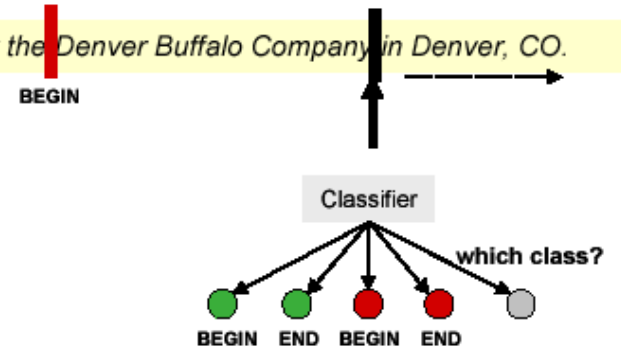 the Denver Buffalo Company in Denver, CO.
BEGIN
Classifier
which class?
BEGIN END BEGIN END